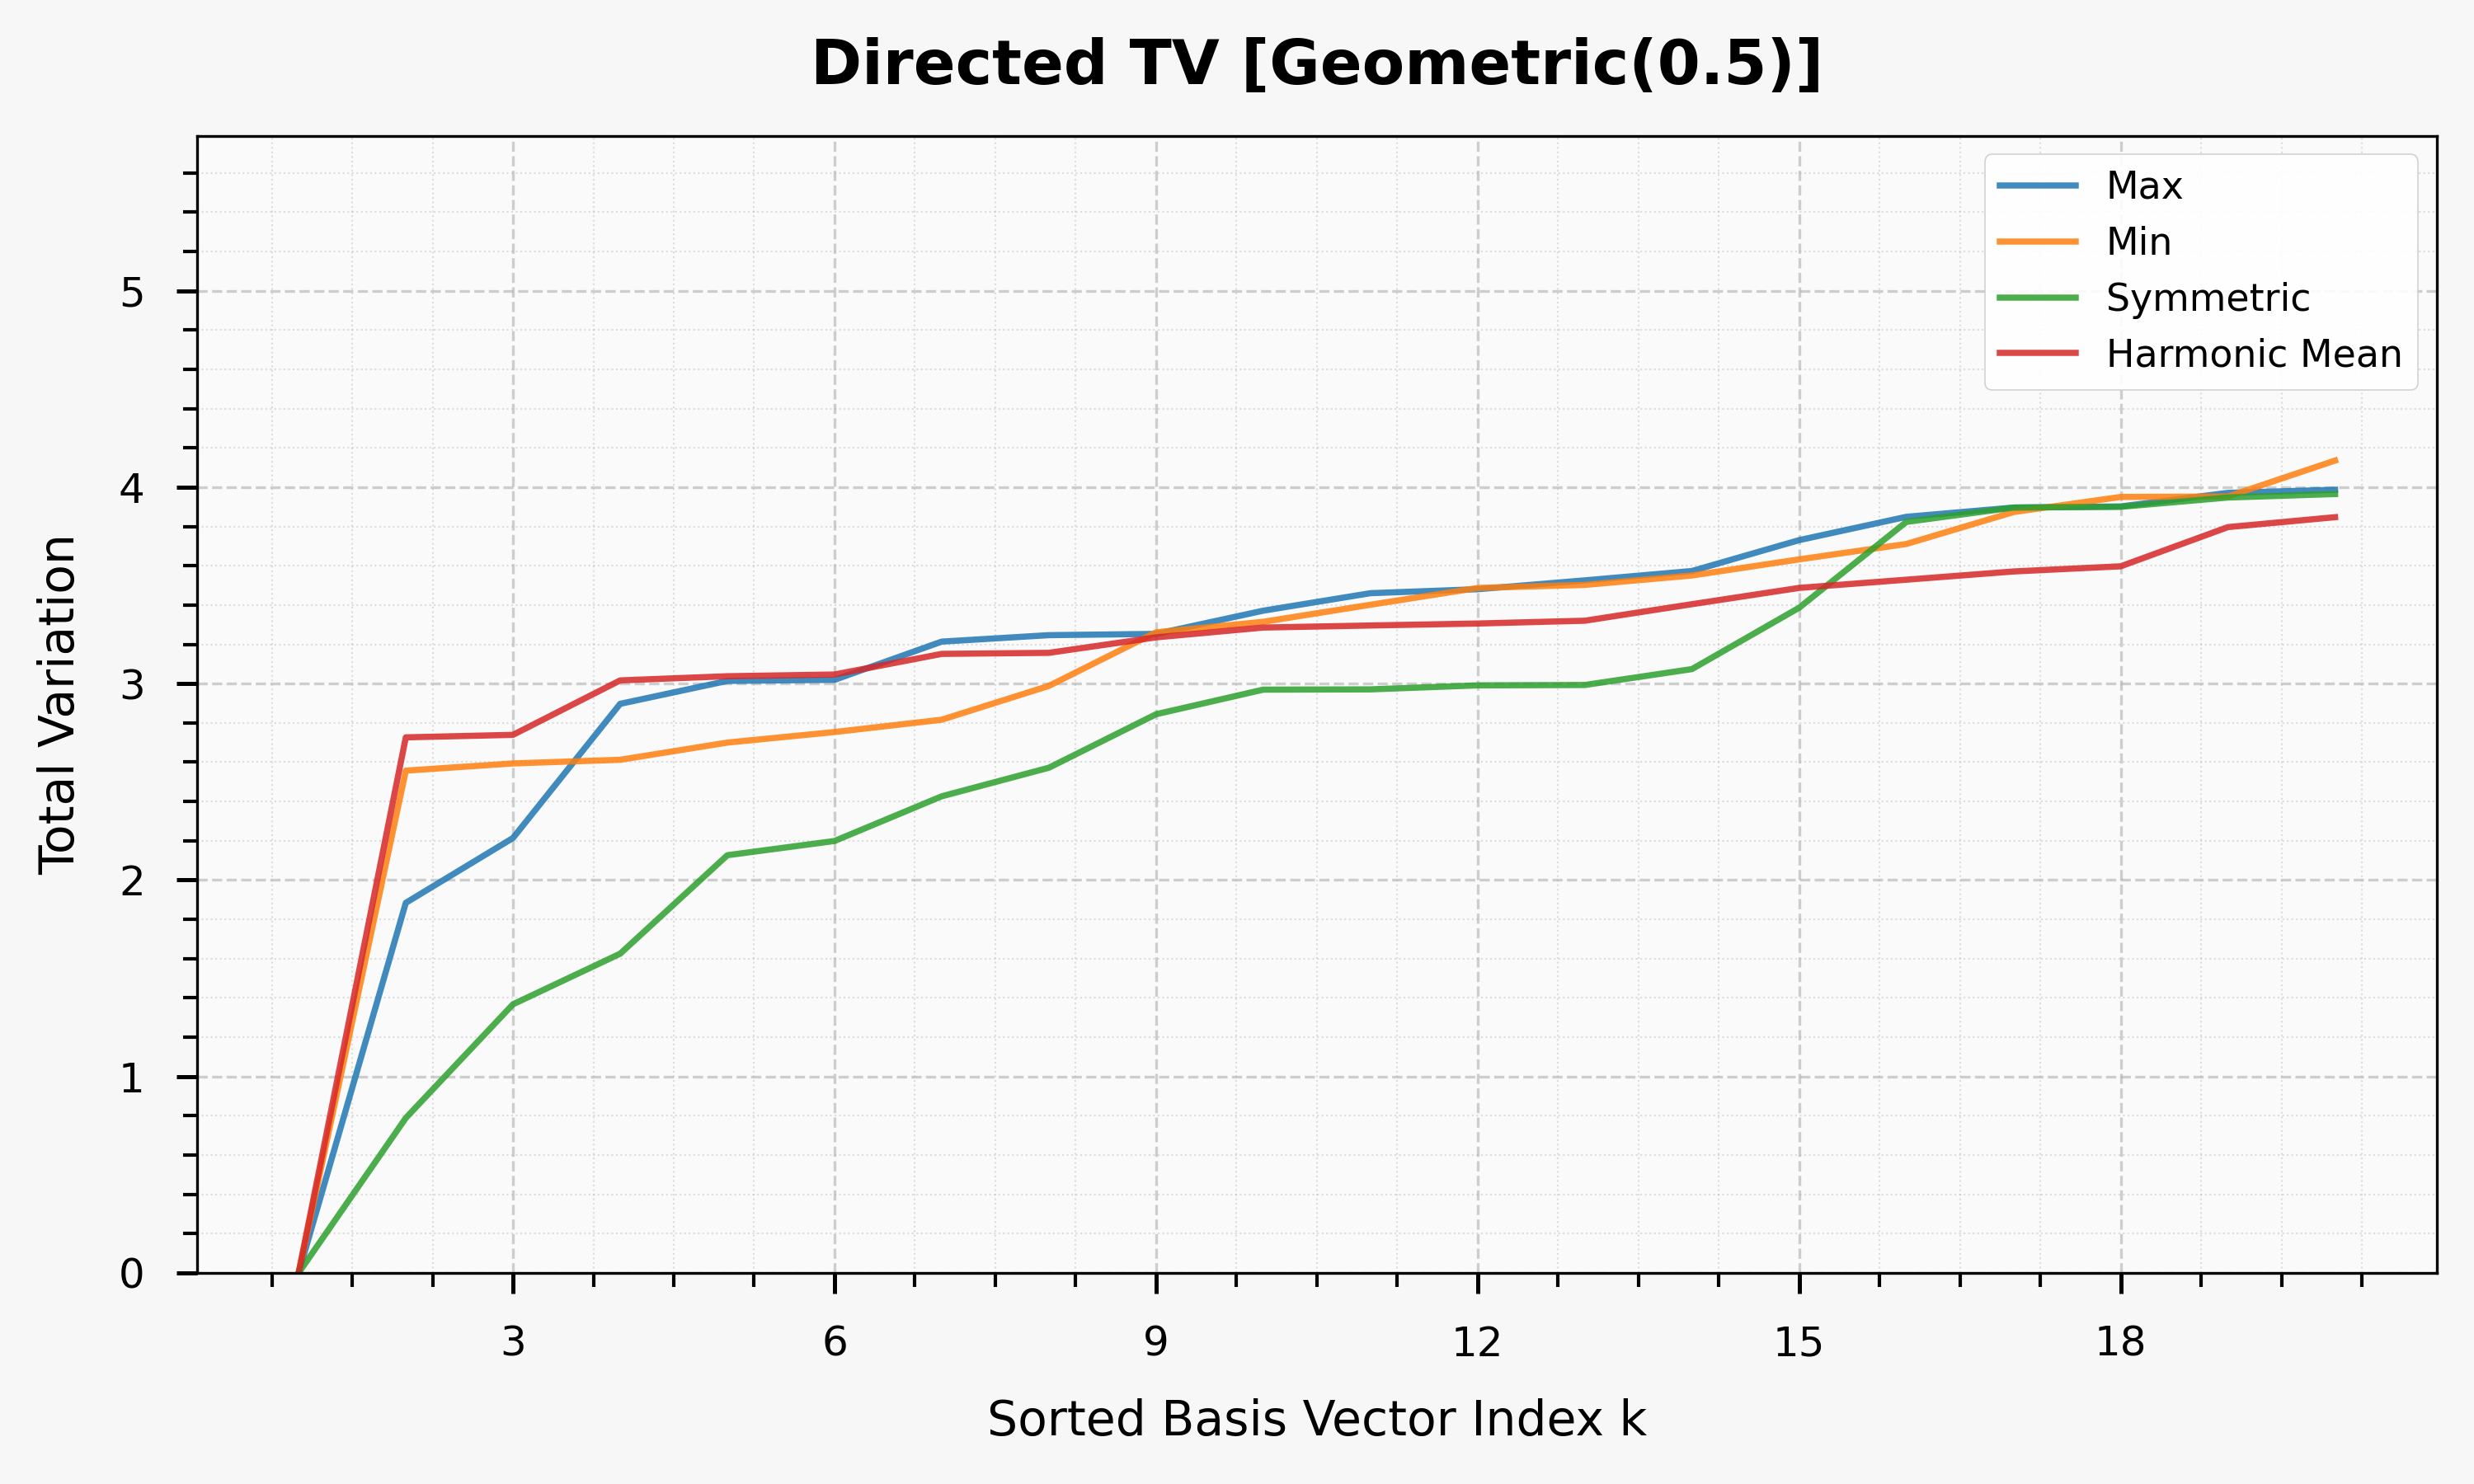 Directed TV [Geometric(0.5)]
Max
Min
Symmetric
Harmonic Mean
Total Variation
5
4
3
2
1
0
3
6
9
12
15
18
Sorted Basis Vector Index k